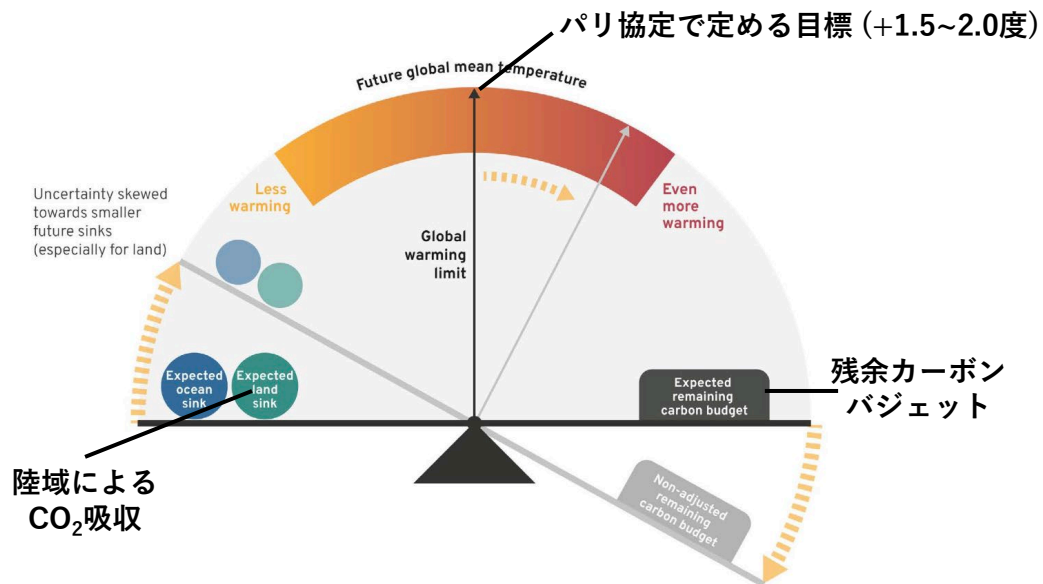 パリ協定で定める目標 (+1.5~2.0度)
Future global mean temperature
Uncertainty skewed
towards smaller
future sinks
(especially for land)
Less
warming
Even
more
warming
Global
warming
limit
Expected
ocean
sink
Expected
land
sink
Expected
remaining
carbon budget
残余カーボン
バジェット
陸域による
CO₂吸収
Non-adjusted
remaining
carbon budget